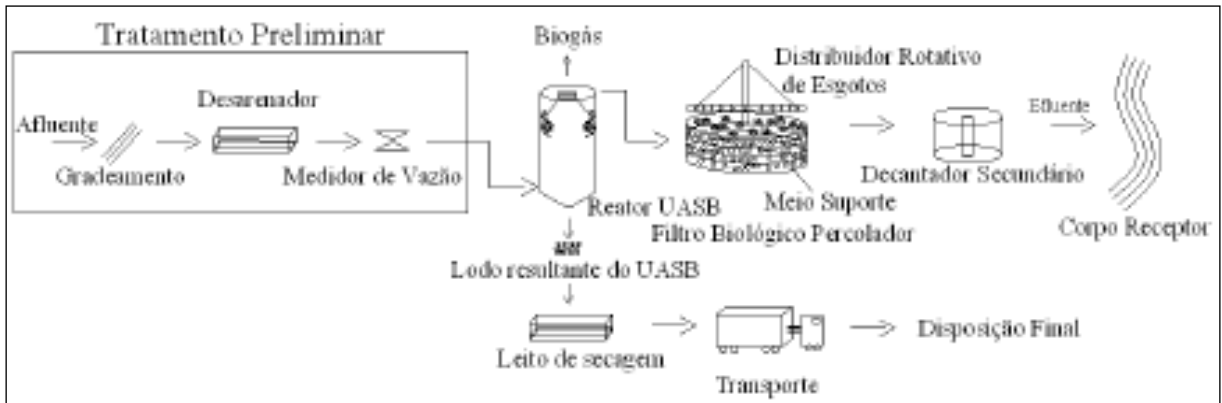 Tratamento Preliminar
Biogás
Distribuidor Rotativo
de Esgotos
Desarenador
Afluente
Efluente
Gradeamento
Medidor de Vazão
Decantador Secundário
Reator UASB
Meio Suporte
Filtro Biológico Percolador
Corpo Receptor
Lodo resultante do UASB
Leito de secagem
Disposição Final
Transporte